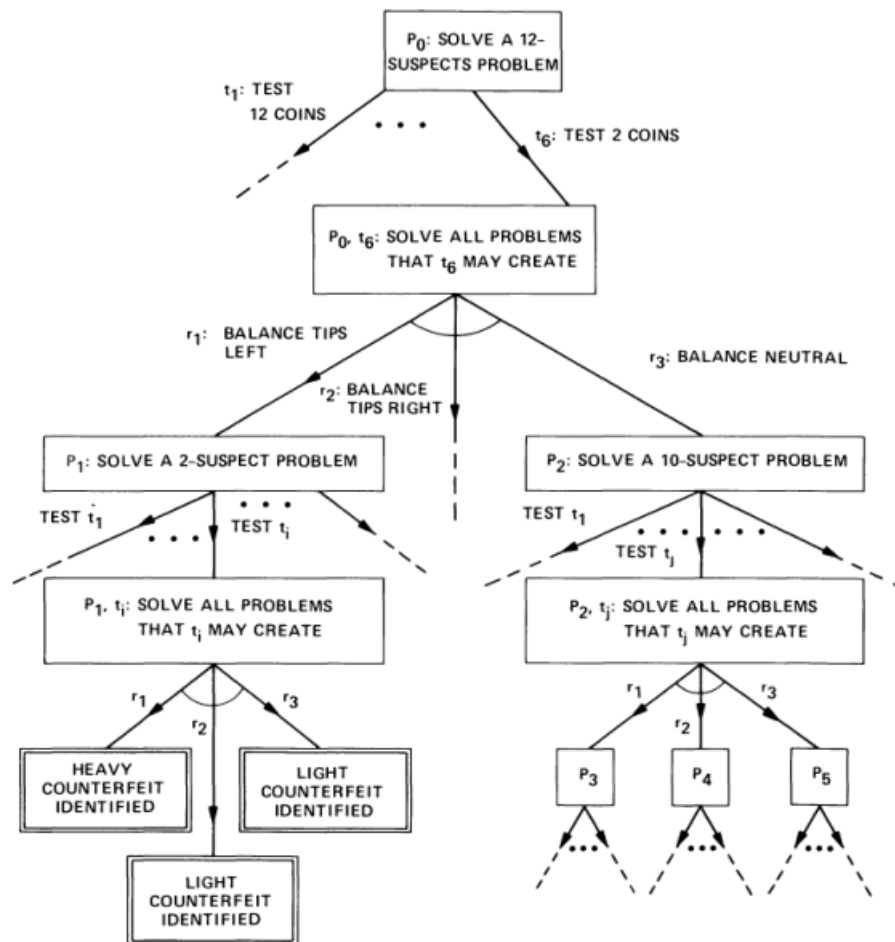 P0: SOLVE A 12-
SUSPECTS PROBLEM
t1: TEST
12 COINS
t6: TEST 2 COINS
P0, t6: SOLVE ALL PROBLEMS
THAT t6 MAY CREATE
r1: BALANCE TIPS
LEFT
r2: BALANCE
TIPS RIGHT
r3: BALANCE NEUTRAL
P1: SOLVE A 2-SUSPECT PROBLEM
P2: SOLVE A 10-SUSPECT PROBLEM
TEST t1
TEST ti
TEST t1
TEST tj
P1, ti: SOLVE ALL PROBLEMS
THAT ti MAY CREATE
P2, tj: SOLVE ALL PROBLEMS
THAT tj MAY CREATE
r1
r2
r3
r1
r2
r3
HEAVY
COUNTERFEIT
IDENTIFIED
LIGHT
COUNTERFEIT
IDENTIFIED
LIGHT
COUNTERFEIT
IDENTIFIED
P3
P4
P5